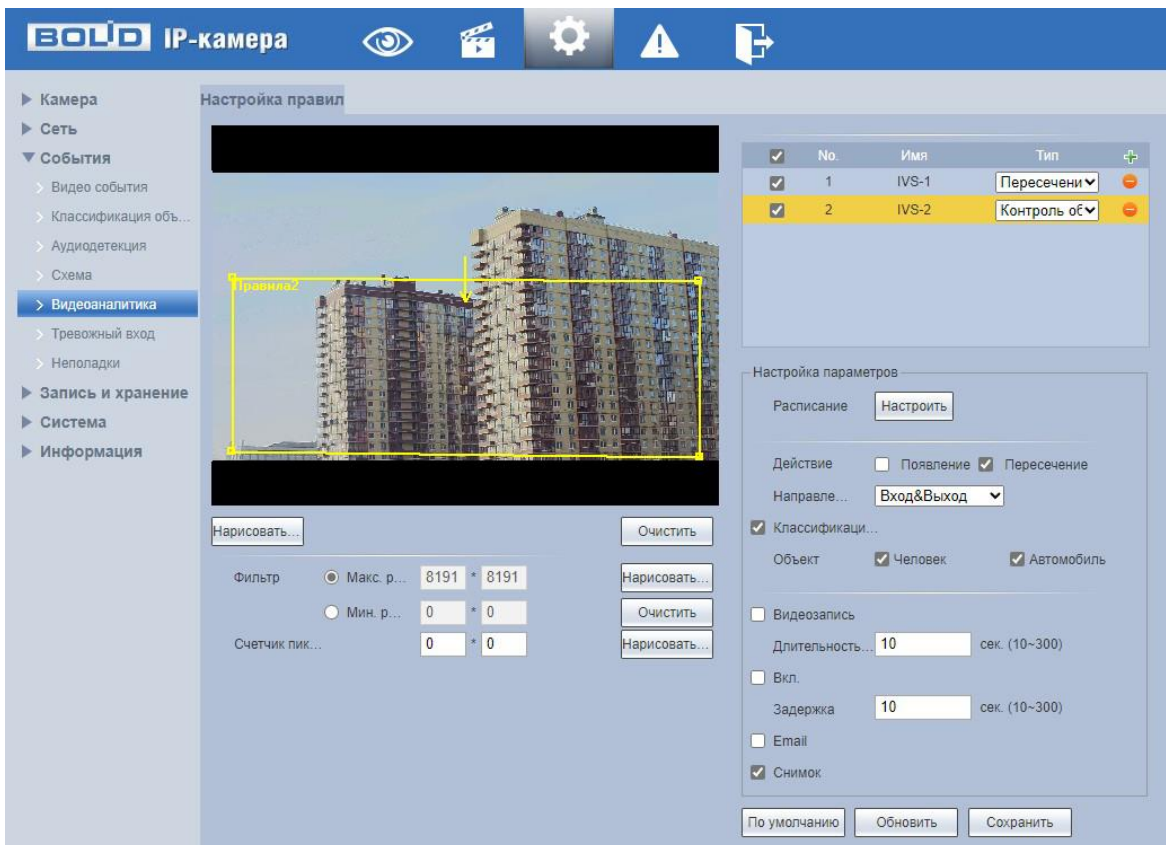 BOLID IP-камера
Камера
Сеть
События
Видео события
Классификация объ...
Аудиодетекция
Схема
Видеоаналитика
Тревожный вход
Неполадки
Запись и хранение
Система
Информация
Настройка правил
Правила2
Нарисовать...
Очистить
Фильтр Макс. р... 8191 * 8191 Нарисовать...
Мин. р... 0 * 0 Очистить
Счетчик пик... 0 * 0 Нарисовать...
No. Имя Тип
1 IVS-1 Пересечени
2 IVS-2 Контроль об
Настройка параметров
Расписание Настроить
Действие Появление Пересечение
Направле... Вход&Выход
Классификаци...
Объект Человек Автомобиль
Видеозапись
Длительность... 10 сек. (10~300)
Вкл.
Задержка 10 сек. (10~300)
Email
Снимок
По умолчанию Обновить Сохранить